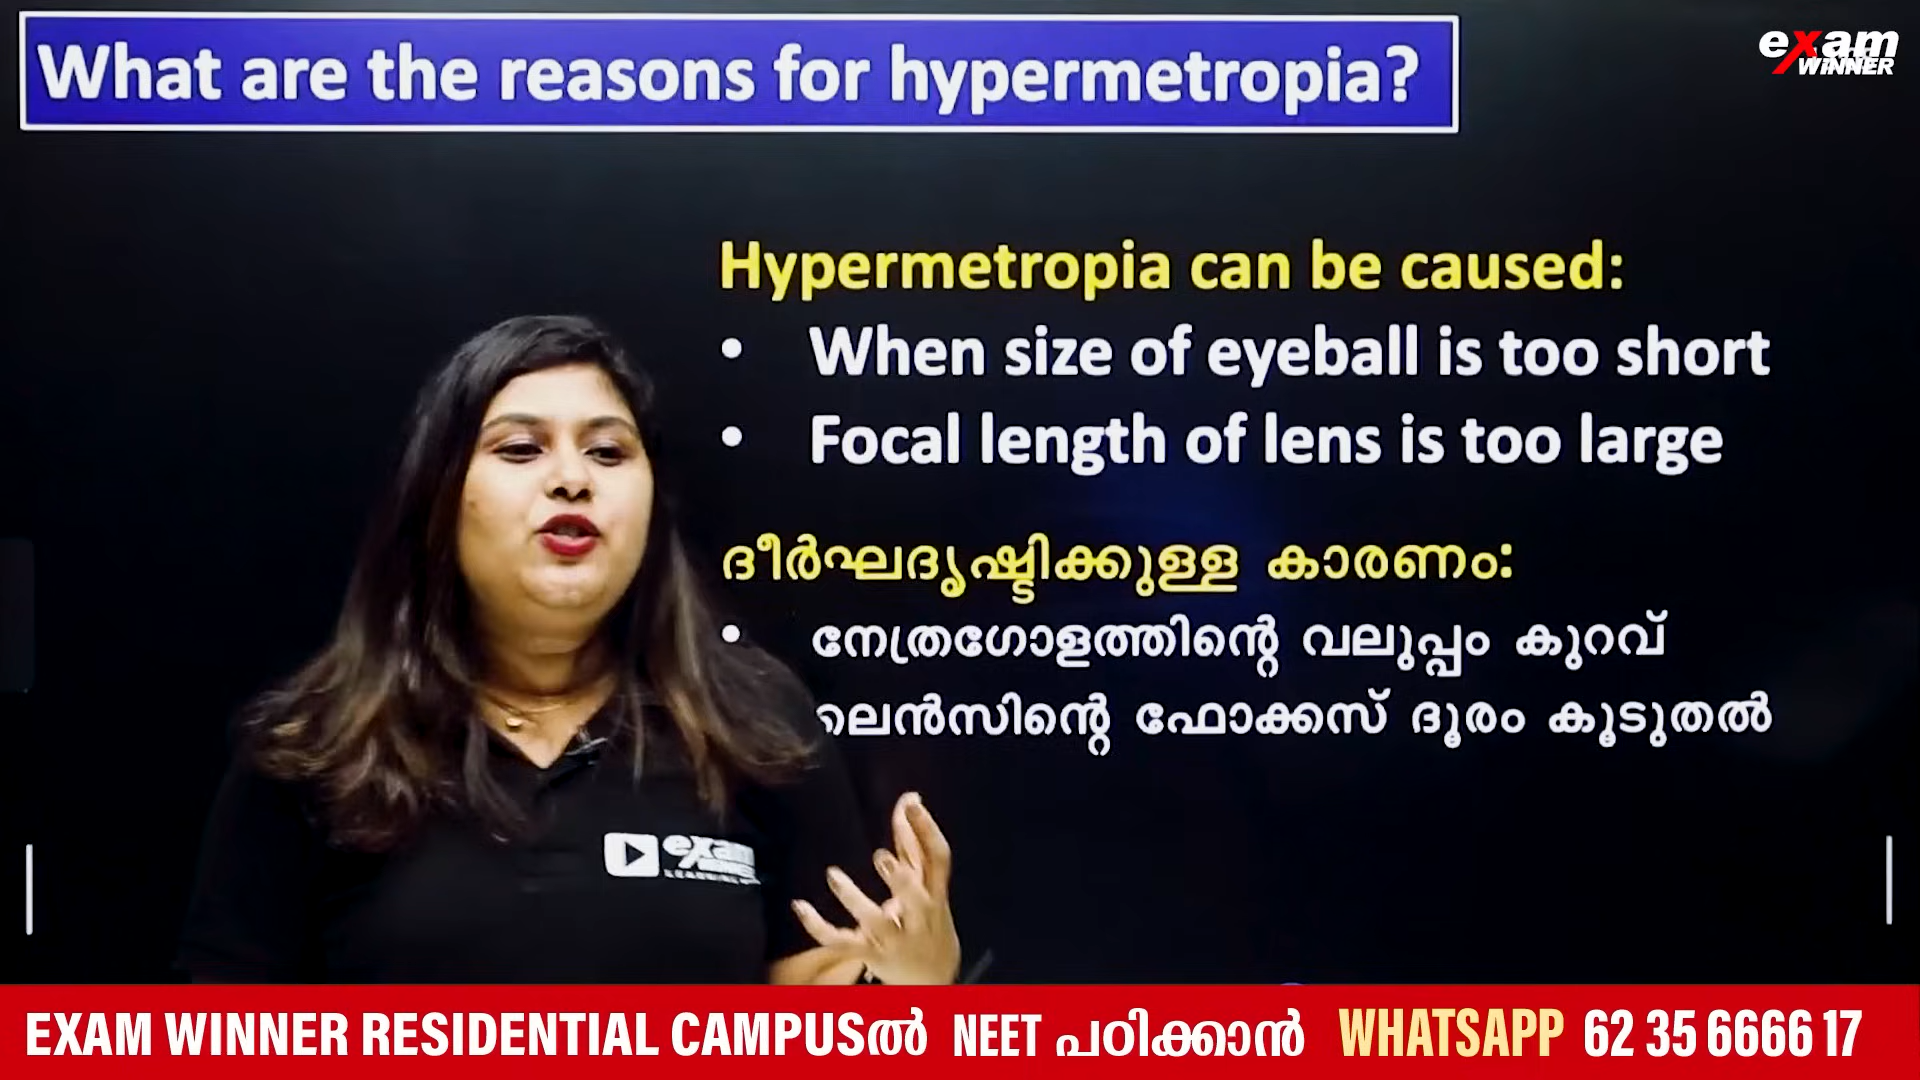 What are the reasons for hypermetropia?
exam
WINNER
Hypermetropia can be caused:
• When size of eyeball is too short
• Focal length of lens is too large
ദീർഘദൃഷ്ടിക്കുള്ള കാരണം:
• നേത്രഗോളത്തിന്റെ വലുപ്പം കുറവ്
ലെൻസിന്റെ ഫോക്കസ് ദൂരം കൂടുതൽ
exam
WINNER
EXAM WINNER RESIDENTIAL CAMPUSൽ NEET പഠിക്കാൻ WHATSAPP 62 35 6666 17